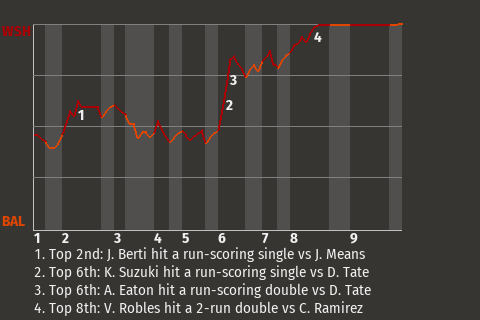 WSH
4
3
2
1
BAL
1 2 3 4 5 6 7 8 9
1. Top 2nd: J. Berti hit a run-scoring single vs J. Means
2. Top 6th: K. Suzuki hit a run-scoring single vs D. Tate
3. Top 6th: A. Eaton hit a run-scoring double vs D. Tate
4. Top 8th: V. Robles hit a 2-run double vs C. Ramirez